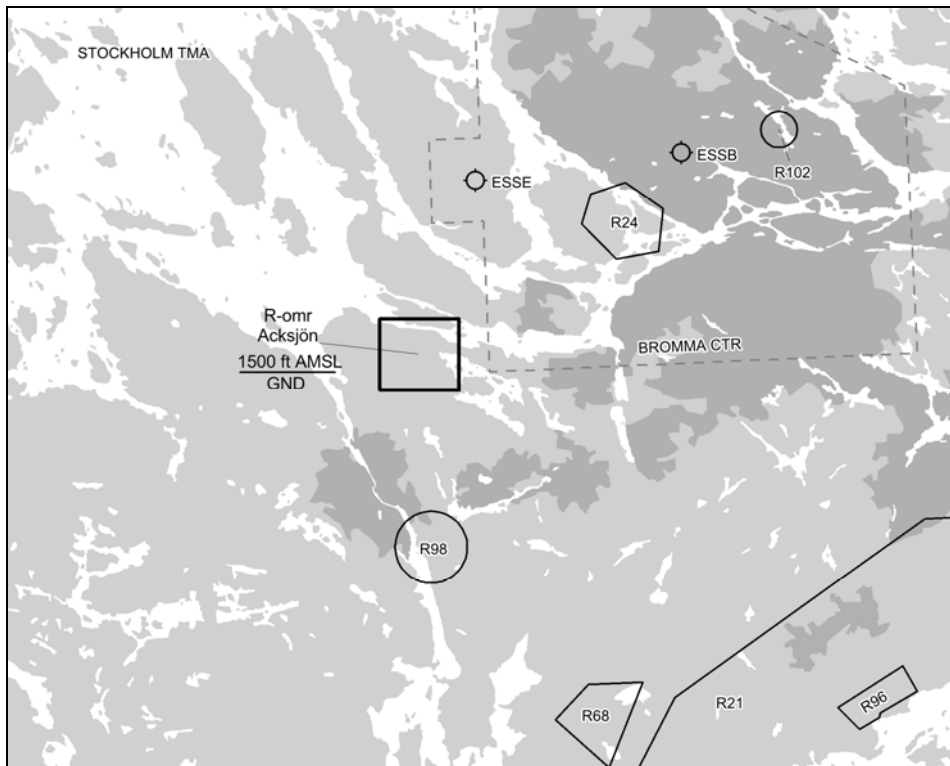 STOCKHOLM TMA
ESSE
ESSB
R102
R24
R-omr
Acksjön
1500 ft AMSL
GND
BROMMA CTR
R98
R68
R21
R96